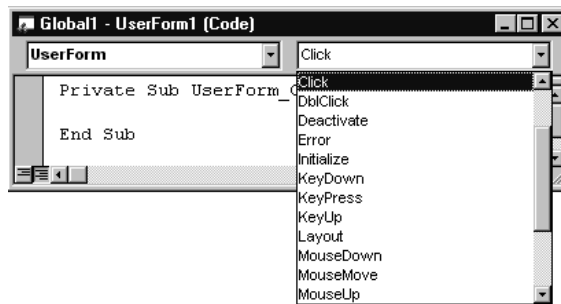 Global1 - UserForm1 (Code)
UserForm
Click
Private Sub UserForm_
End Sub
Click
DblClick
Deactivate
Error
Initialize
KeyDown
KeyPress
KeyUp
Layout
MouseDown
MouseMove
MouseUp